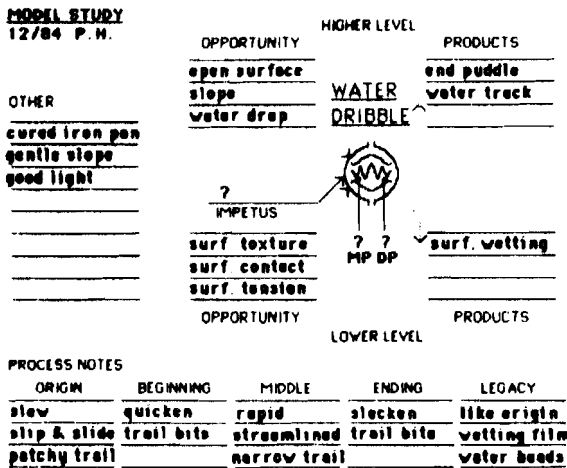 MODEL STUDY
12/84 P.H.
HIGHER LEVEL
OPPORTUNITY
PRODUCTS
open surface
slope
water drop
WATER
DRIBBLE
end puddle
water track
OTHER
cured iron pan
gentle slope
good light
?
IMPETUS
? ?
MP DP
surf. texture
surf. contact
surf. tension
surf. wetting
OPPORTUNITY
PRODUCTS
LOWER LEVEL
PROCESS NOTES
ORIGIN BEGINNING MIDDLE ENDING LEGACY
slow quicken rapid slacken like origin
slip & slide trail bits streamlined trail bits wetting film
patchy trail narrow trail water beads